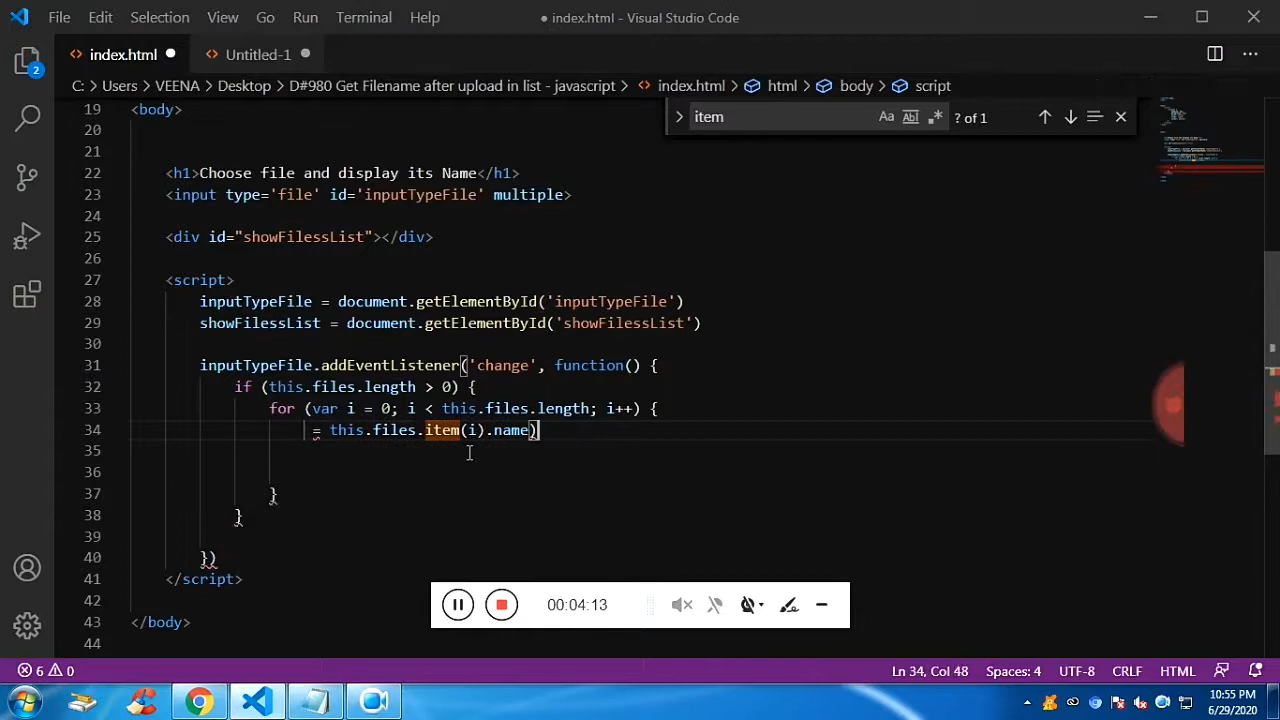 File Edit Selection View Go Run Terminal Help
● index.html - Visual Studio Code
index.html ● Untitled-1 ●
C: > Users > VEENA > Desktop > D#980 Get Filename after upload in list - javascript > index.html > html > body > script
item Aa Abl .* ? of 1
2
19 <body>
20
21
22 <h1>Choose file and display its Name</h1>
23 <input type='file' id='inputTypeFile' multiple>
24
25 <div id="showFilessList"></div>
26
27 <script>
28 inputTypeFile = document.getElementById('inputTypeFile')
29 showFilessList = document.getElementById('showFilessList')
30
31 inputTypeFile.addEventListener('change', function() {
32 if (this.files.length > 0) {
33 for (var i = 0; i < this.files.length; i++) {
34 = this.files.item(i).name)
35
36
37 }
38 }
39
40 })
41 </script>
42
43 </body>
44
00:04:13
6 0 Ln 34, Col 48 Spaces: 4 UTF-8 CRLF HTML
10:55 PM
6/29/2020